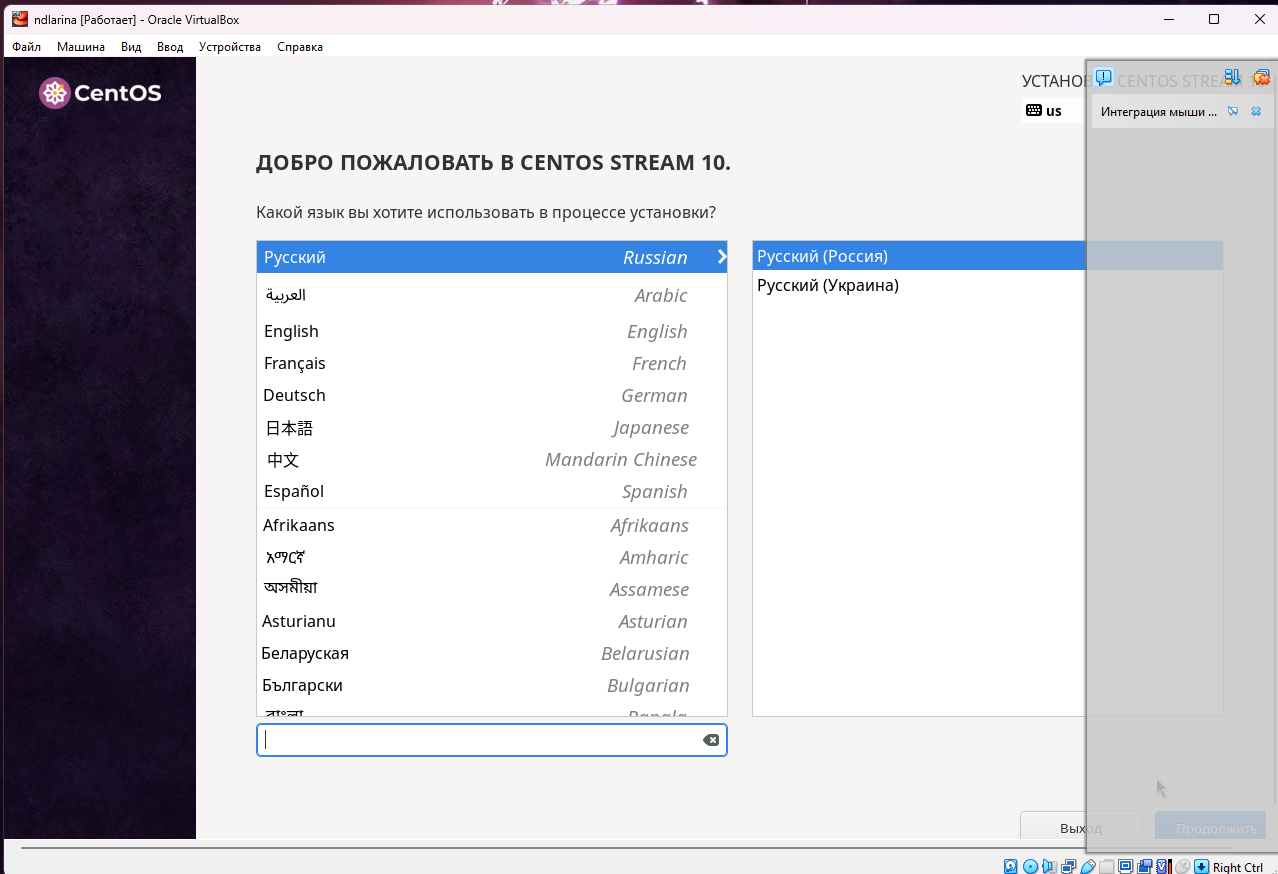 ndlarina [Работает] - Oracle VirtualBox
Файл Машина Вид Ввод Устройства Справка
CentOS
УСТАНОВ CENTOS STREAM
us
Интеграция мыши ...
ДОБРО ПОЖАЛОВАТЬ В CENTOS STREAM 10.
Какой язык вы хотите использовать в процессе установки?
Русский Russian
العربية Arabic
English English
Français French
Deutsch German
日本語 Japanese
中文 Mandarin Chinese
Español Spanish
Afrikaans Afrikaans
አማርኛ Amharic
অসমীয়া Assamese
Asturianu Asturian
Беларуская Belarusian
Български Bulgarian
বাংলা Bangla
Русский (Россия)
Русский (Украина)
Выход
Продолжить
Right Ctrl